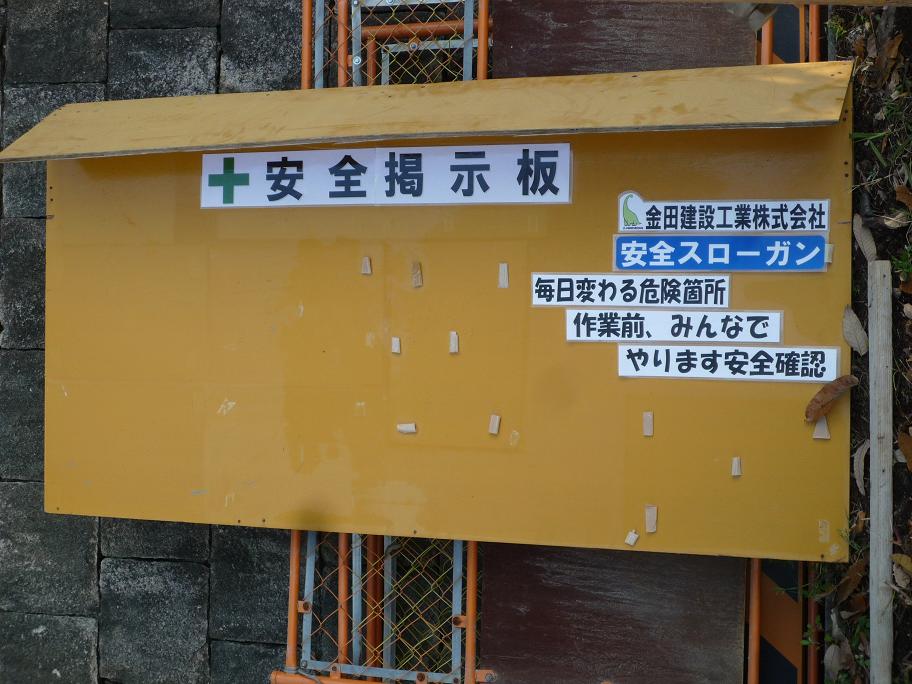 安全掲示板
金田建設工業株式会社
安全スローガン
毎日変わる危険箇所
作業前、みんなで
やります安全確認